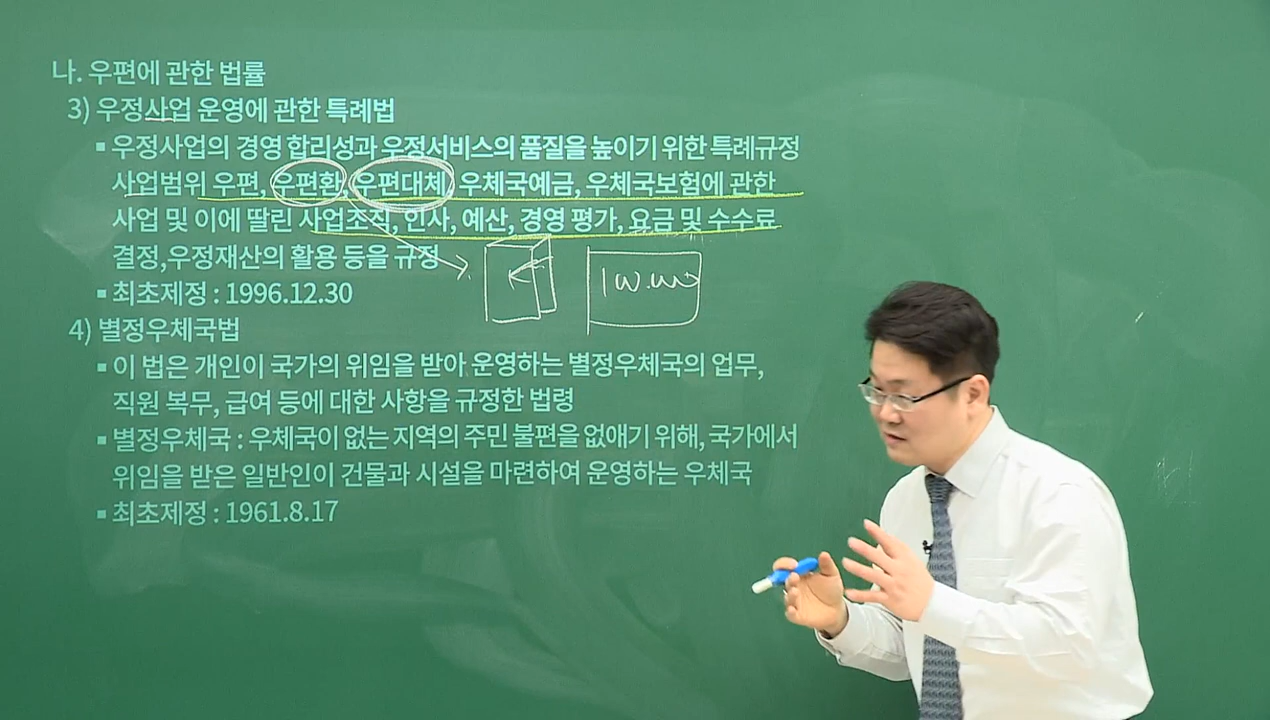 나. 우편에 관한 법률
3) 우정사업 운영에 관한 특례법
▪ 우정사업의 경영 합리성과 우정서비스의 품질을 높이기 위한 특례규정
사업범위 우편, 우편환, 우편대체, 우체국예금, 우체국보험에 관한
사업 및 이에 딸린 사업조직, 인사, 예산, 경영 평가, 요금 및 수수료
결정,우정재산의 활용 등을 규정
▪ 최초제정 : 1996.12.30
4) 별정우체국법
▪ 이 법은 개인이 국가의 위임을 받아 운영하는 별정우체국의 업무,
직원 복무, 급여 등에 대한 사항을 규정한 법령
▪ 별정우체국 : 우체국이 없는 지역의 주민 불편을 없애기 위해, 국가에서
위임을 받은 일반인이 건물과 시설을 마련하여 운영하는 우체국
▪ 최초제정 : 1961.8.17